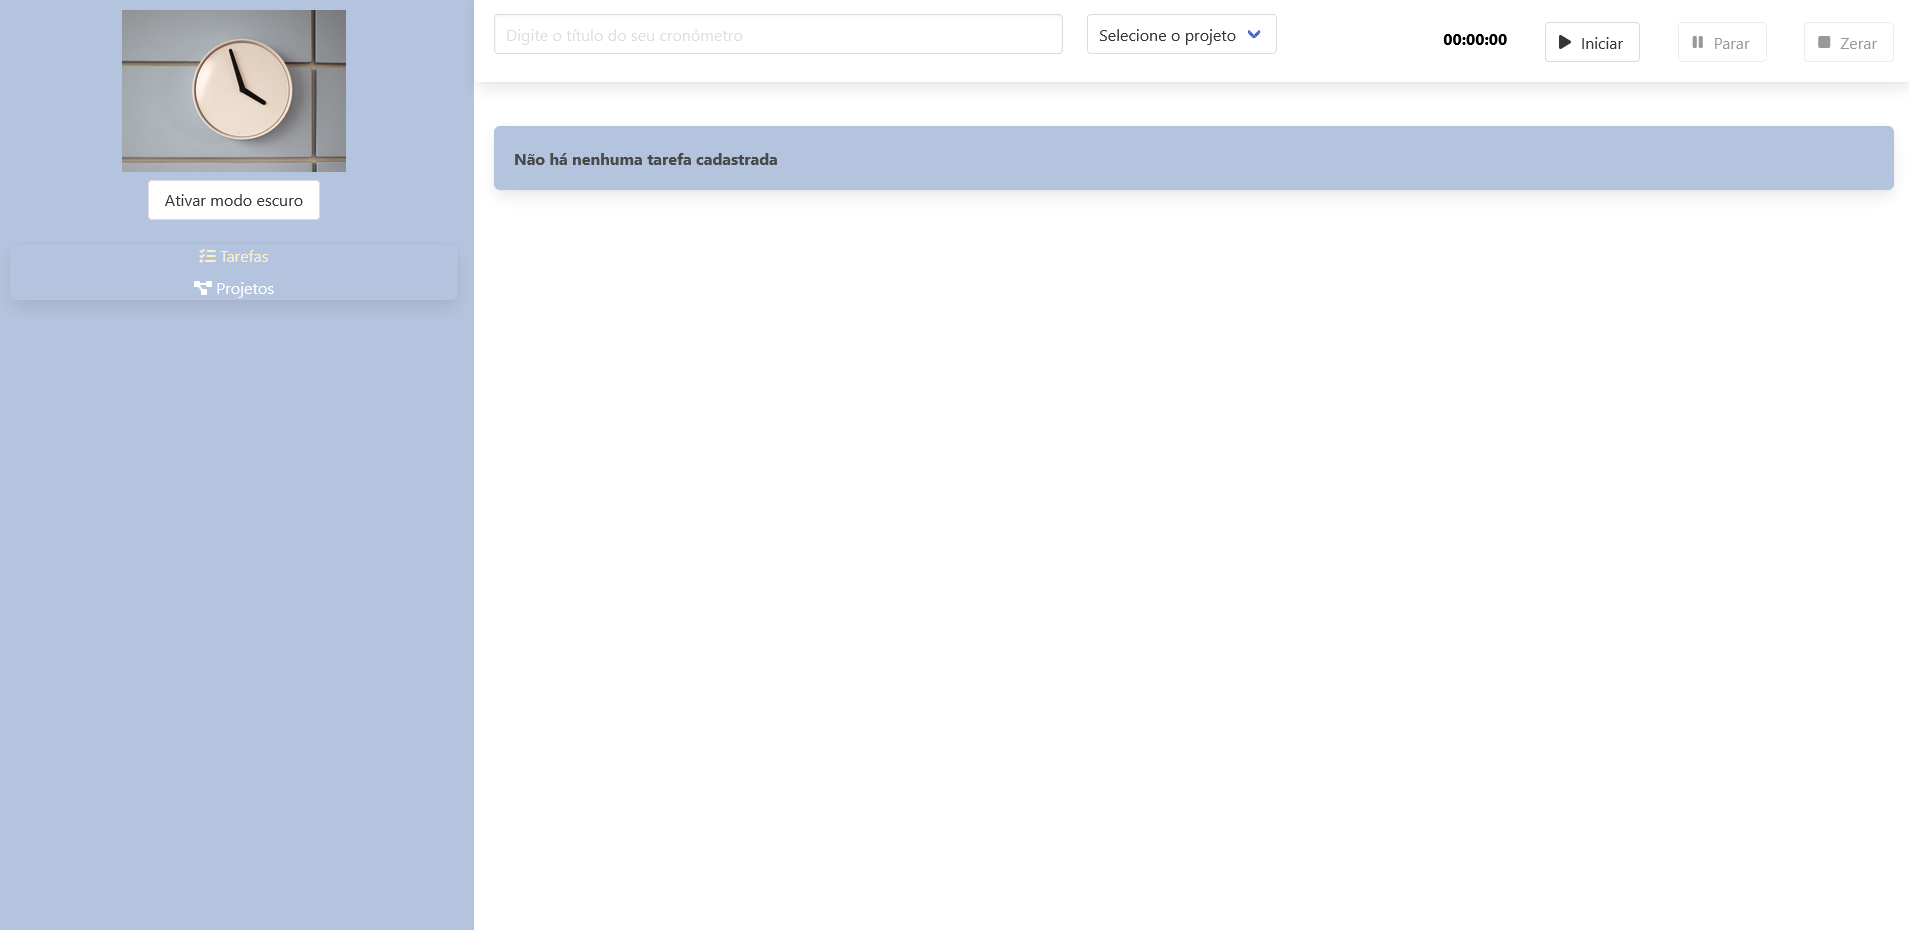 Ativar modo escuro
Tarefas
Projetos
Digite o título do seu cronômetro
Selecione o projeto
00:00:00
Iniciar
Parar
Zerar
Não há nenhuma tarefa cadastrada